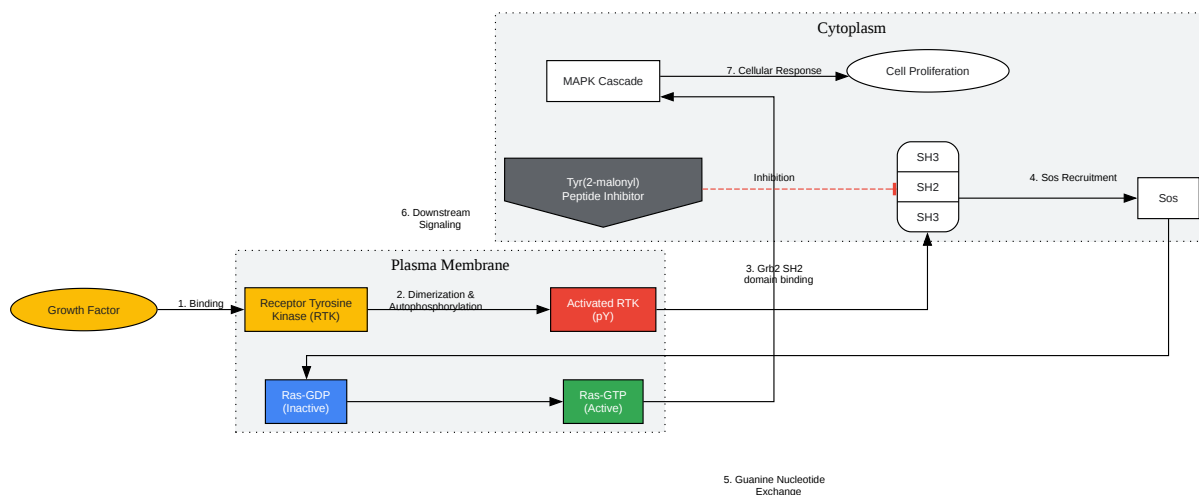 Cytoplasm
MAPK Cascade
7. Cellular Response
Cell Proliferation
Tyr(2-malonyl)
Peptide Inhibitor
Inhibition
SH3
SH2
SH3
4. Sos Recruitment
Sos
6. Downstream
Signaling
Plasma Membrane
3. Grb2 SH2
domain binding
Growth Factor
1. Binding
Receptor Tyrosine
Kinase (RTK)
2. Dimerization &
Autophosphorylation
Activated RTK
(pY)
Ras-GDP
(Inactive)
Ras-GTP
(Active)
5. Guanine Nucleotide
Exchange